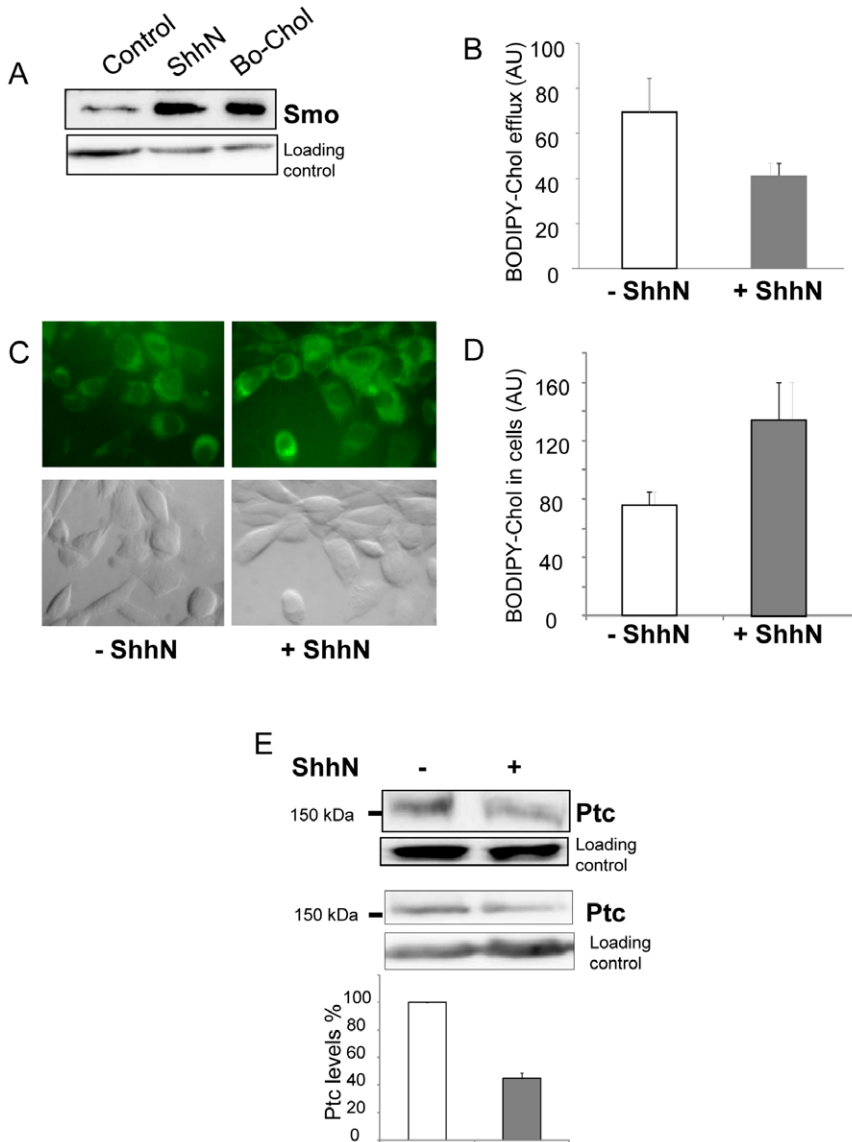 A
Control ShhN Bo-Chol
Smo
Loading
control
B
BODIPY-Chol efflux (AU)
100
80
60
40
20
0
- ShhN + ShhN
C
- ShhN + ShhN
D
BODIPY-Chol in cells (AU)
160
120
80
40
0
- ShhN + ShhN
E
ShhN - +
150 kDa
Ptc
Loading
control
150 kDa
Ptc
Loading
control
Ptc levels %
100
80
60
40
20
0